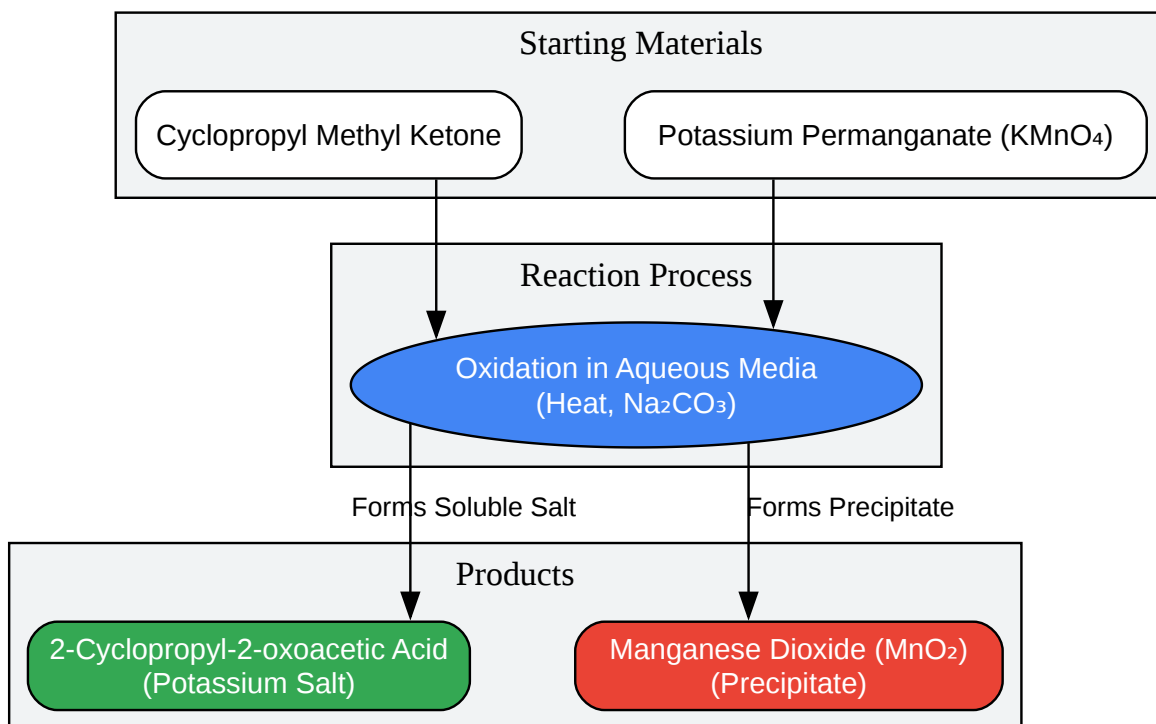 Starting Materials
Cyclopropyl Methyl Ketone
Potassium Permanganate (KMnO₄)
Reaction Process
Oxidation in Aqueous Media
(Heat, Na₂CO₃)
Forms Soluble Salt
Forms Precipitate
Products
2-Cyclopropyl-2-oxoacetic Acid
(Potassium Salt)
Manganese Dioxide (MnO₂)
(Precipitate)